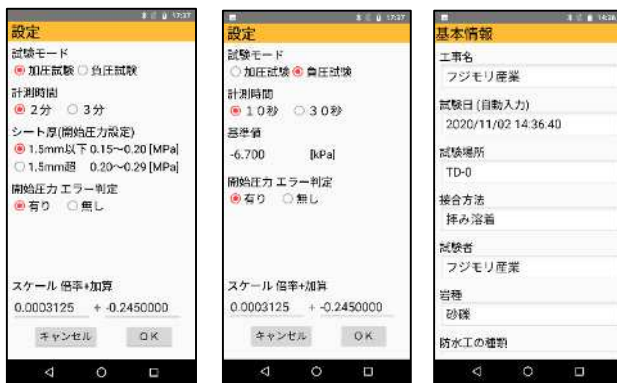 17:37
設定
試験モード
加圧試験 負圧試験
計測時間
2分 3分
シート厚(開始圧力設定)
1.5mm以下 0.15～0.20 [MPa]
1.5mm超 0.20～0.29 [MPa]
開始圧力 エラー判定
有り 無し
スケール 倍率+加算
0.0003125 + -0.2450000
キャンセル OK
17:37
設定
試験モード
加圧試験 負圧試験
計測時間
10秒 30秒
基準値
-6.700 [kPa]
開始圧力 エラー判定
有り 無し
スケール 倍率+加算
0.0003125 + -0.2450000
キャンセル OK
14:36
基本情報
工事名
フジモリ産業
試験日 (自動入力)
2020/11/02 14:36:40
試験場所
TD-0
接合方法
拝み溶着
試験者
フジモリ産業
岩種
砂礫
防水工の種類